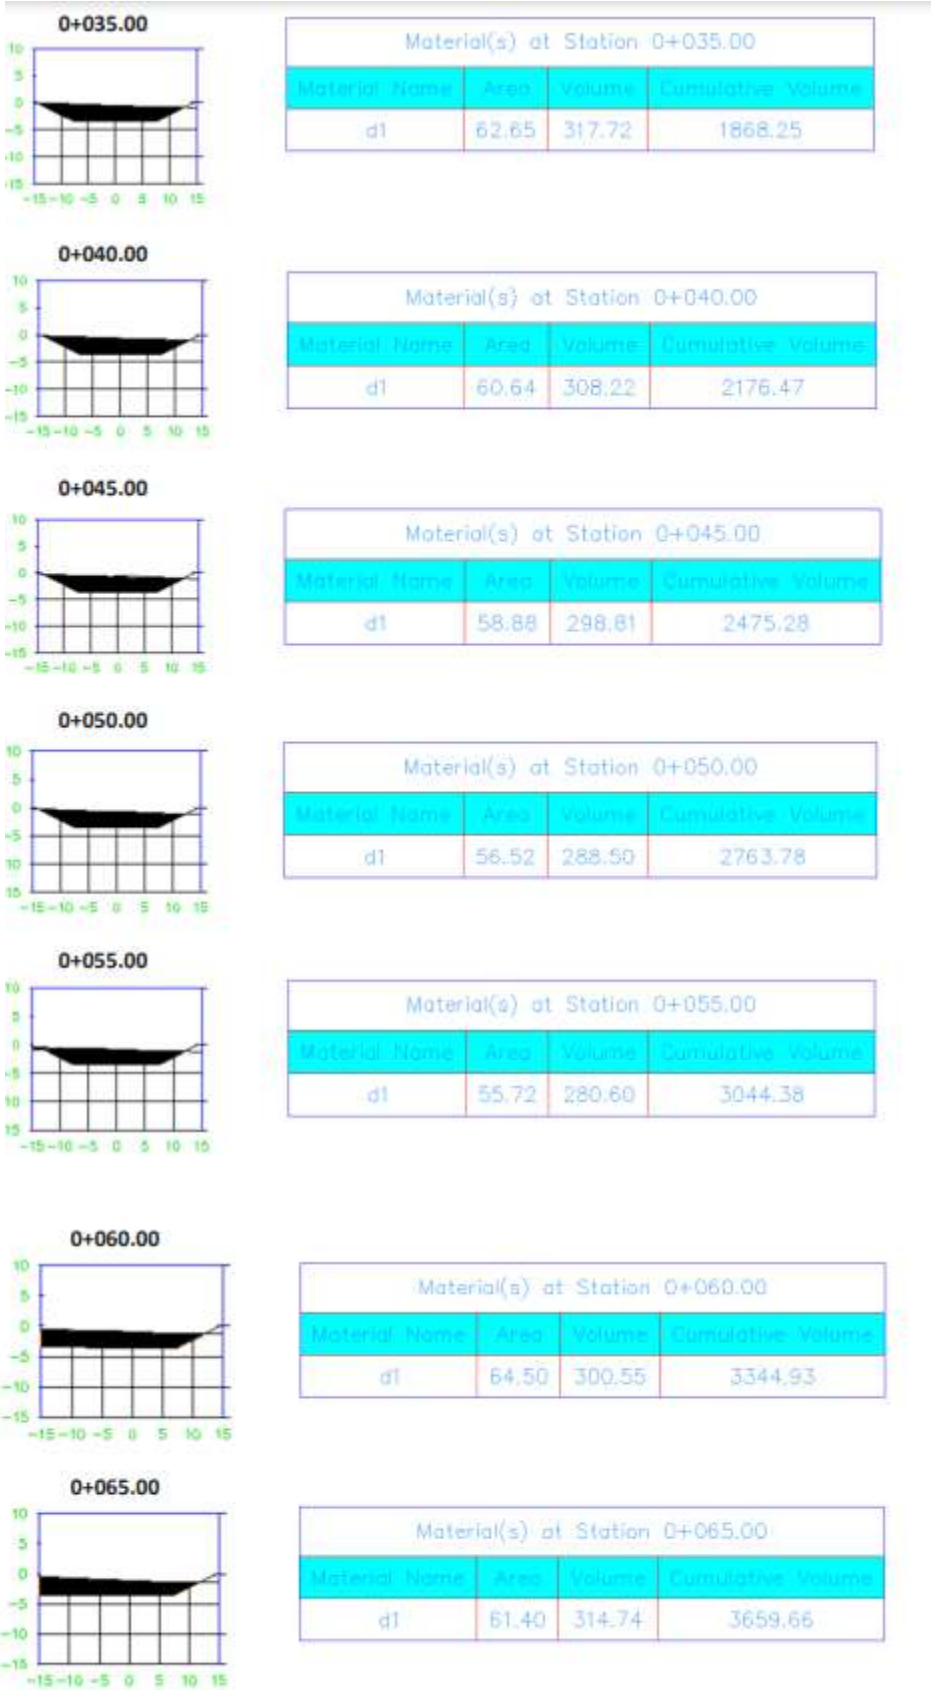 0+035.00
10
5
0
-5
-10
-15
-15 -10 -5 0 5 10 15
Material(s) at Station 0+035.00
Material Name Area Volume Cumulative Volume
d1 62.65 317.72 1868.25
0+040.00
10
5
0
-5
-10
-15
-15 -10 -5 0 5 10 15
Material(s) at Station 0+040.00
Material Name Area Volume Cumulative Volume
d1 60.64 308.22 2176.47
0+045.00
10
5
0
-5
-10
-15
-15 -10 -5 0 5 10 15
Material(s) at Station 0+045.00
Material Name Area Volume Cumulative Volume
d1 58.88 298.81 2475.28
0+050.00
10
5
0
-5
10
15
-15 -10 -5 0 5 10 15
Material(s) at Station 0+050.00
Material Name Area Volume Cumulative Volume
d1 56.52 288.50 2763.78
0+055.00
10
5
0
-5
10
15
-15 -10 -5 0 5 10 15
Material(s) at Station 0+055.00
Material Name Area Volume Cumulative Volume
d1 55.72 280.60 3044.38
0+060.00
10
5
0
-5
-10
-15
-15 -10 -5 0 5 10 15
Material(s) at Station 0+060.00
Material Name Area Volume Cumulative Volume
d1 64.50 300.55 3344.93
0+065.00
10
5
0
-5
-10
-15
-15 -10 -5 0 5 10 15
Material(s) at Station 0+065.00
Material Name Area Volume Cumulative Volume
d1 61.40 314.74 3659.66